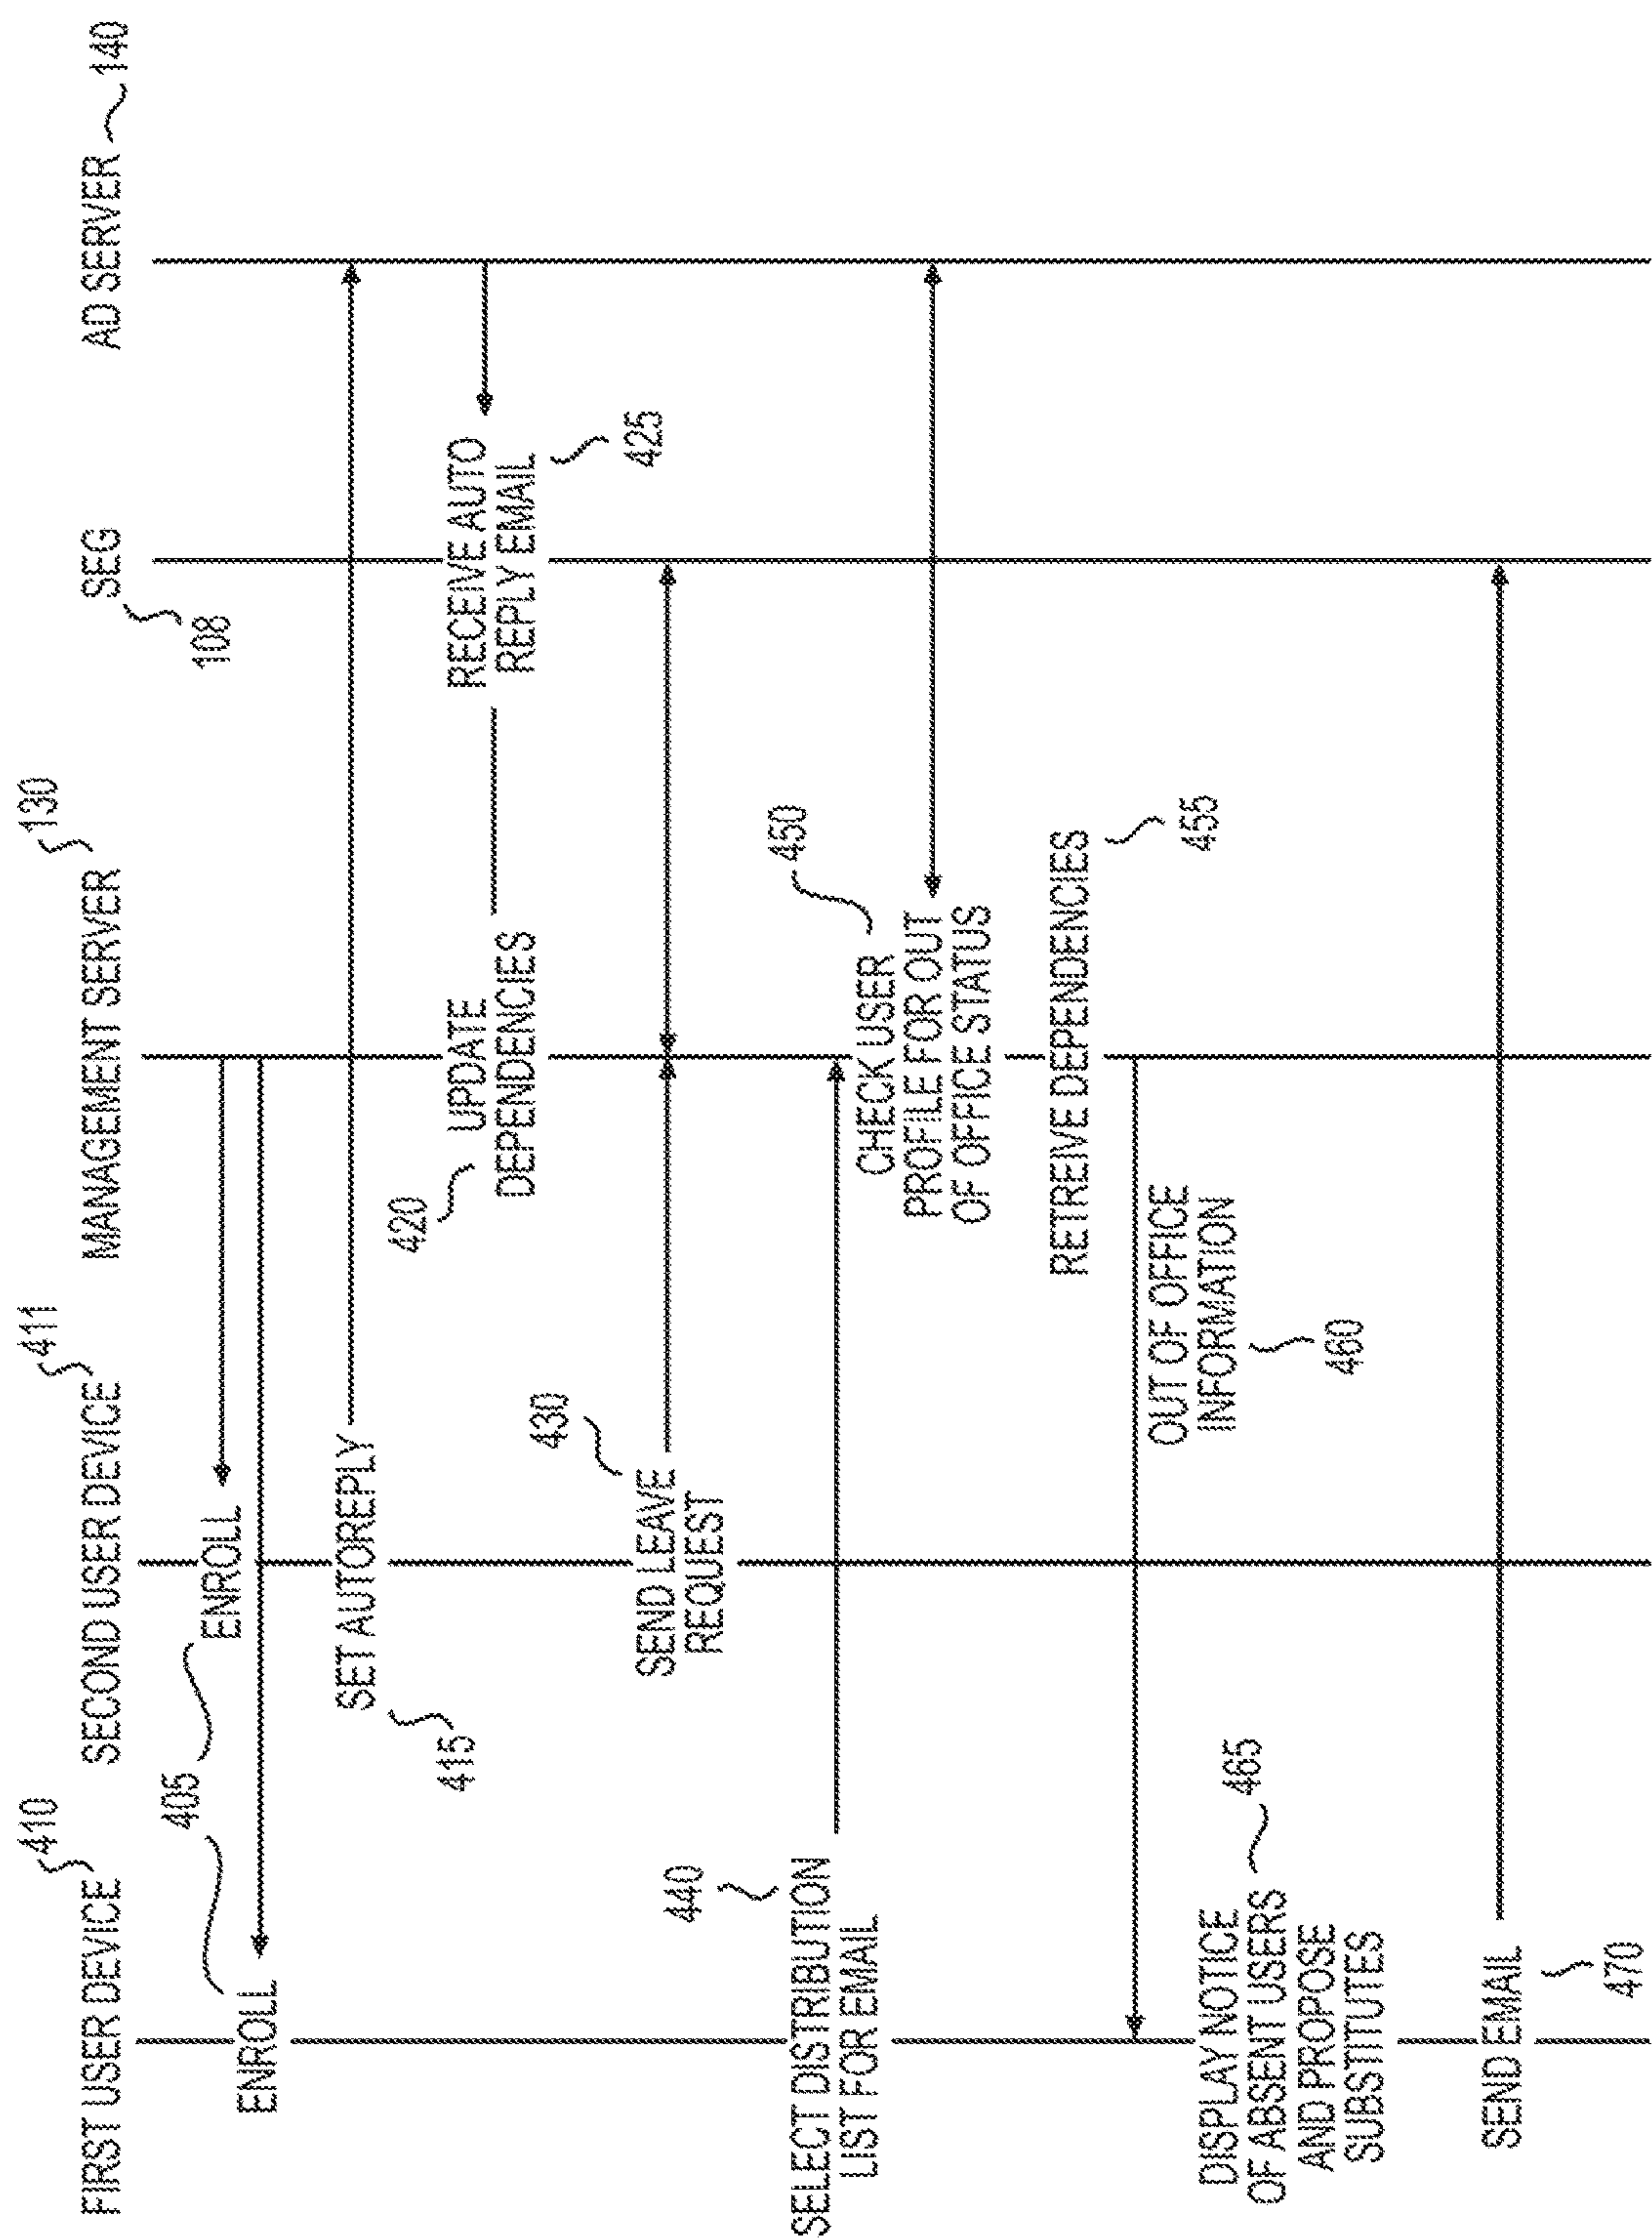 FIRST USER DEVICE
410
SECOND USER DEVICE
411
MANAGEMENT SERVER
130
SEG
108
AD SERVER
140
405
ENROLL
ENROLL
SET AUTOREPLY
415
420
UPDATE
DEPENDENCIES
RECEIVE AUTO
REPLY EMAIL
425
430
SEND LEAVE
REQUEST
440
SELECT DISTRIBUTION
LIST FOR EMAIL
450
CHECK USER
PROFILE FOR OUT
OF OFFICE STATUS
RETREIVE DEPENDENCIES
455
OUT OF OFFICE
INFORMATION
460
465
DISPLAY NOTICE
OF ABSENT USERS
AND PROPOSE
SUBSTITUTES
SEND EMAIL
470